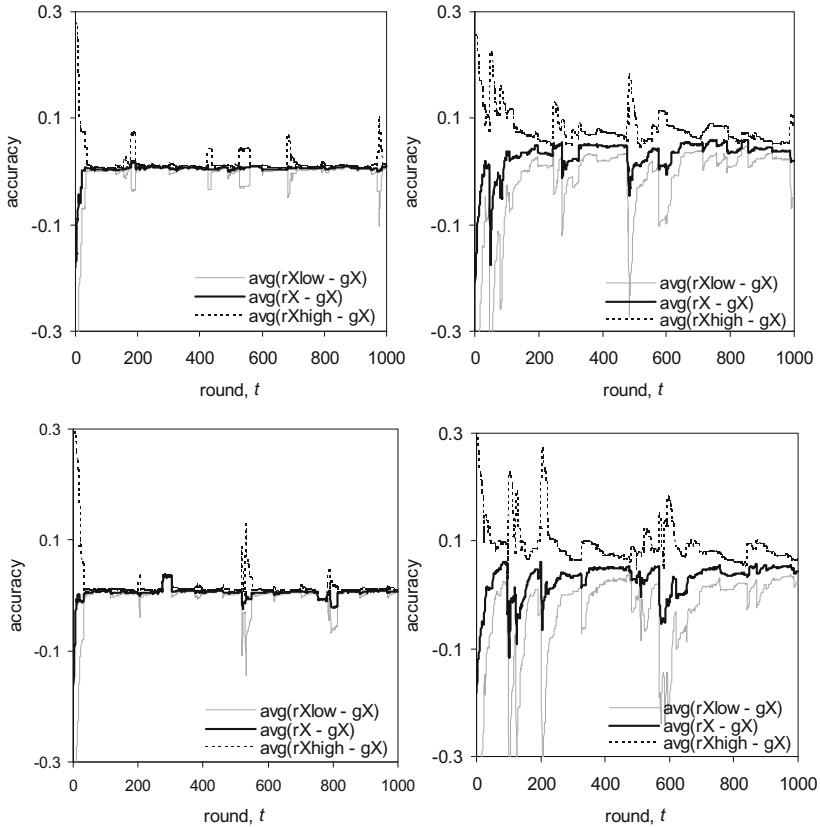 0.3
0.1
-0.1
-0.3
accuracy
avg(rXlow - gX)
avg(rX - gX)
avg(rXhigh - gX)
0 200 400 600 800 1000
round, t
0.3
0.1
-0.1
-0.3
accuracy
avg(rXlow - gX)
avg(rX - gX)
avg(rXhigh - gX)
0 200 400 600 800 1000
round, t
0.3
0.1
-0.1
-0.3
accuracy
avg(rXlow - gX)
avg(rX - gX)
avg(rXhigh - gX)
0 200 400 600 800 1000
round, t
0.3
0.1
-0.1
-0.3
accuracy
avg(rXlow - gX)
avg(rX - gX)
avg(rXhigh - gX)
0 200 400 600 800 1000
round, t